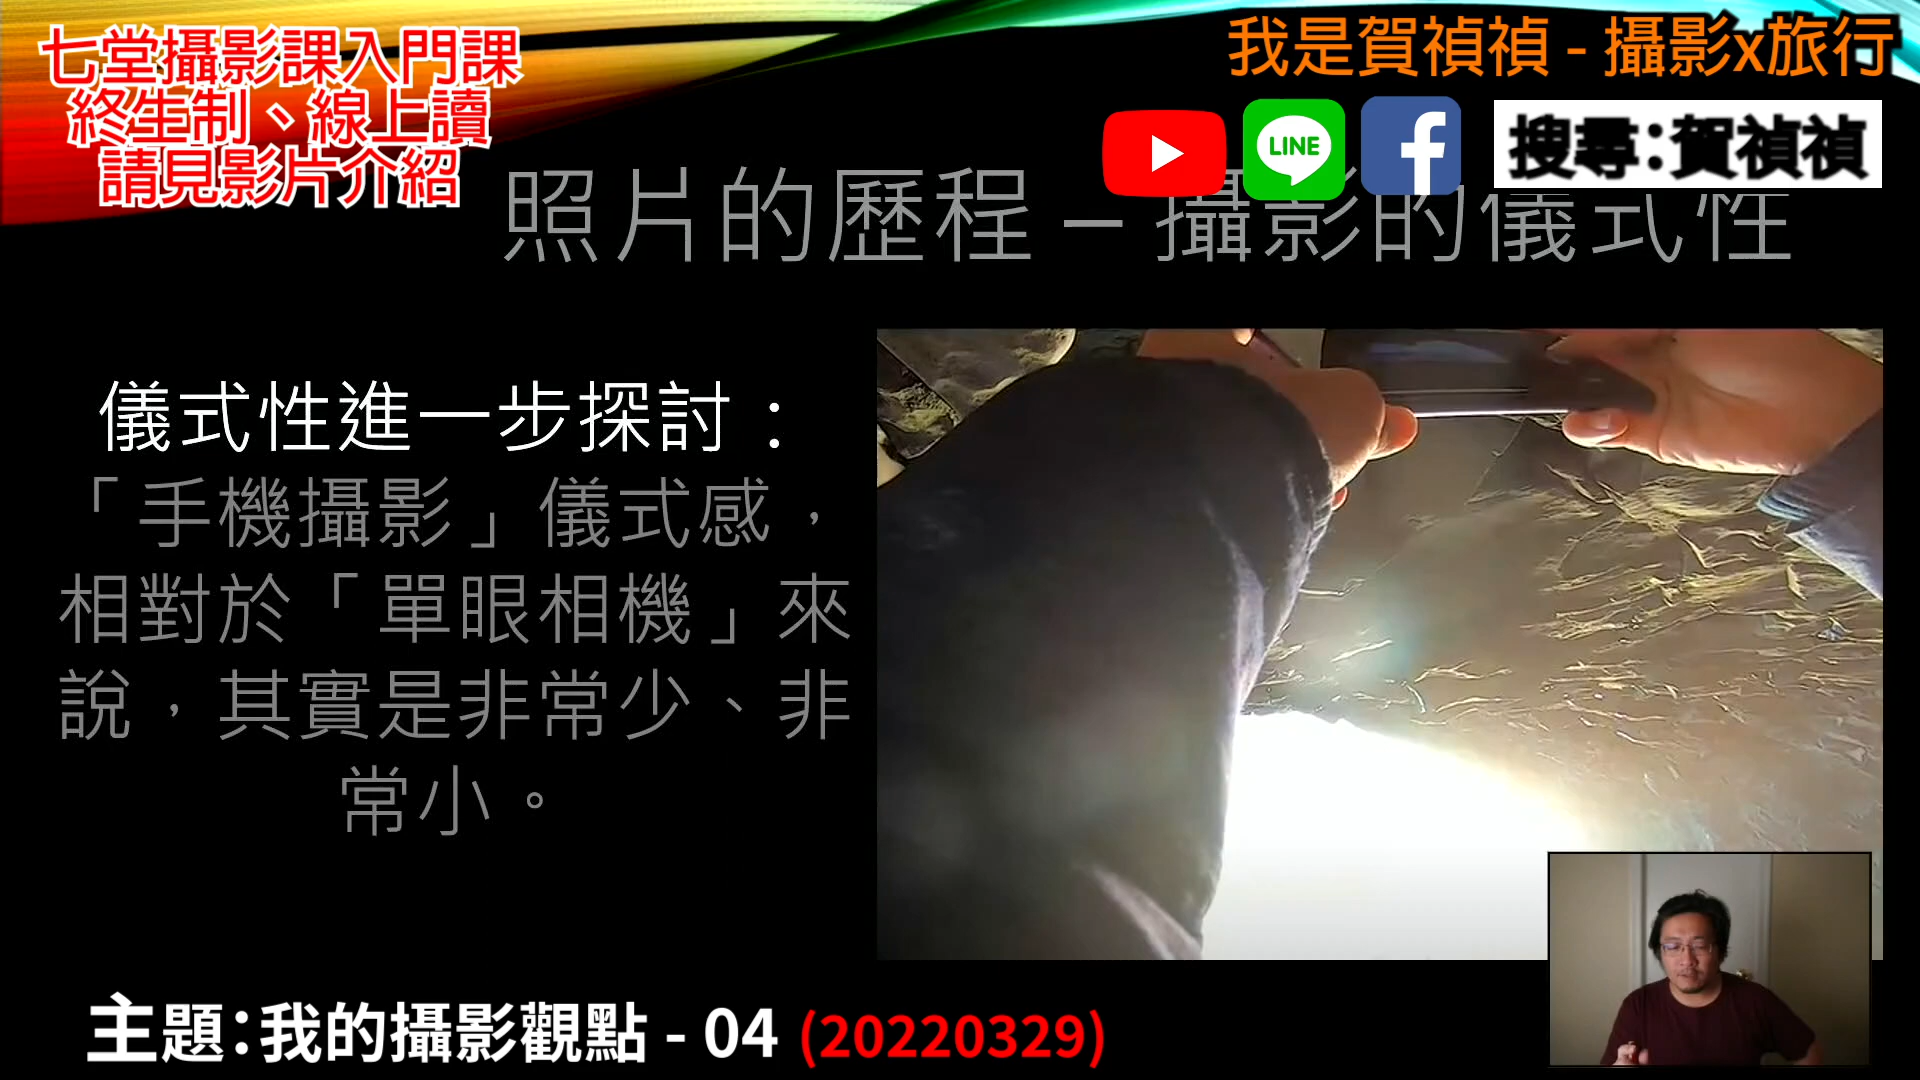 七堂攝影課入門課
終生制、線上讀
請見影片介紹
我是賀禎禎 - 攝影x旅行
LINE
搜尋:賀禎禎
照片的歷程 – 攝影的儀式性
儀式性進一步探討：
「手機攝影」儀式感，
相對於「單眼相機」來
說，其實是非常少、非
常小。
主題:我的攝影觀點 - 04 (20220329)